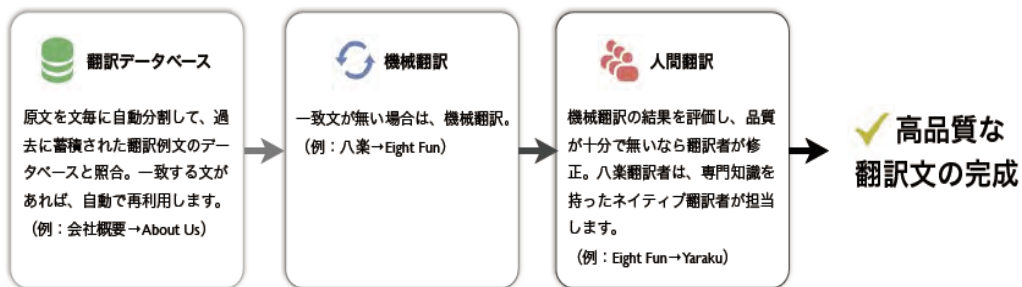 翻訳データベース
原文を文毎に自動分割して、過
去に蓄積された翻訳例文のデー
タベースと照合。一致する文が
あれば、自動で再利用します。
（例：会社概要→About Us）
機械翻訳
一致文が無い場合は、機械翻訳。
（例：八楽→Eight Fun）
人間翻訳
機械翻訳の結果を評価し、品質
が十分で無いなら翻訳者が修
正。八楽翻訳者は、専門知識を
持ったネイティブ翻訳者が担当
します。
（例：Eight Fun→Yaraku）
高品質な
翻訳文の完成